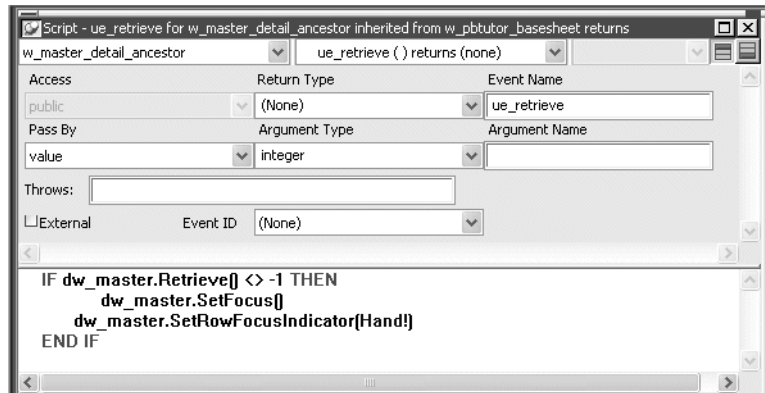 Script - ue_retrieve for w_master_detail_ancestor inherited from w_pbtutor_basesheet returns
w_master_detail_ancestor ue_retrieve ( ) returns (none)
Access Return Type Event Name
public (None) ue_retrieve
Pass By Argument Type Argument Name
value integer
Throws:
External Event ID (None)
IF dw_master.Retrieve() <> -1 THEN
dw_master.SetFocus()
dw_master.SetRowFocusIndicator(Hand!)
END IF